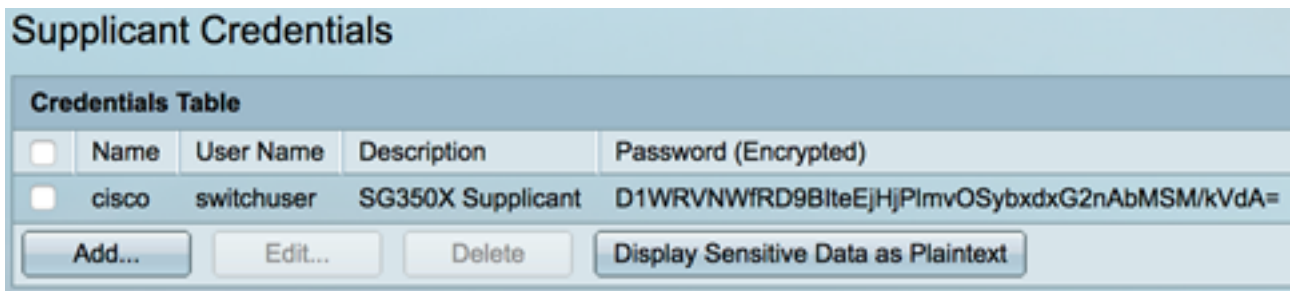 Supplicant Credentials
Credentials Table
Name User Name Description Password (Encrypted)
cisco switchuser SG350X Supplicant D1WRVNWfRD9BIteEjHjPlmvOSybxdxG2nAbMSM/kVdA=
Add... Edit... Delete Display Sensitive Data as Plaintext